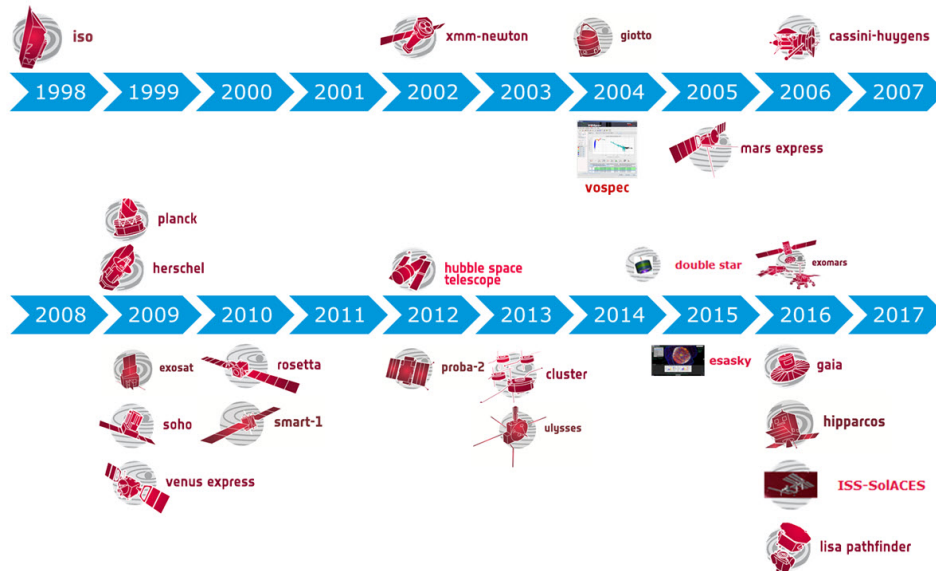 iso
xmm-newton
giotto
cassini-huygens
1998 1999 2000 2001 2002 2003 2004 2005 2006 2007
mars express
vospec
planck
herschel
hubble space
telescope
double star
exomars
2008 2009 2010 2011 2012 2013 2014 2015 2016 2017
exosat
rosetta
proba-2
cluster
esasky
gaia
soho
smart-1
ulysses
hipparcos
venus express
ISS-SolACES
lisa pathfinder